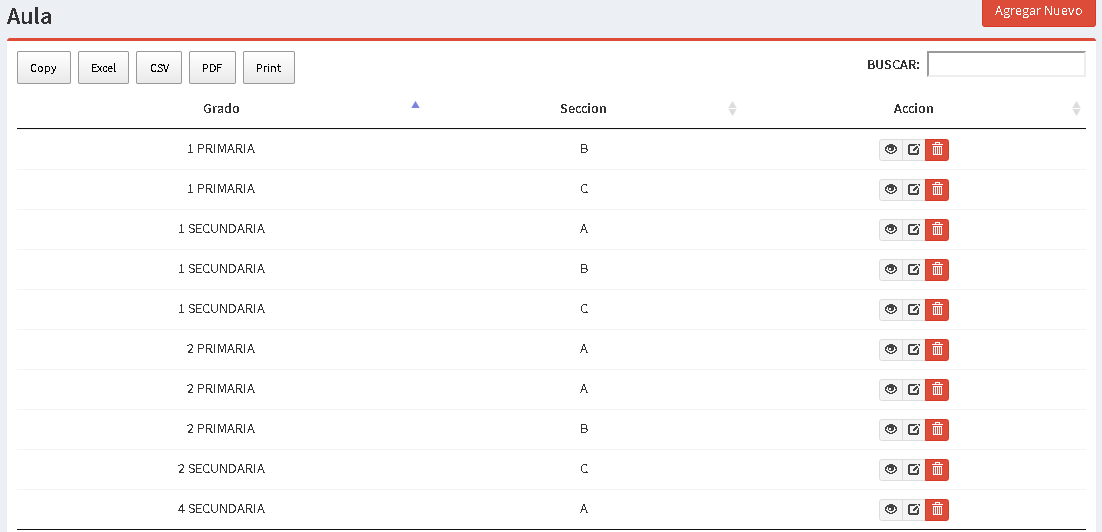 Aula
Agregar Nuevo
Copy Excel CSV PDF Print
BUSCAR:
Grado Seccion Accion
1 PRIMARIA B
1 PRIMARIA C
1 SECUNDARIA A
1 SECUNDARIA B
1 SECUNDARIA C
2 PRIMARIA A
2 PRIMARIA A
2 PRIMARIA B
2 SECUNDARIA C
4 SECUNDARIA A